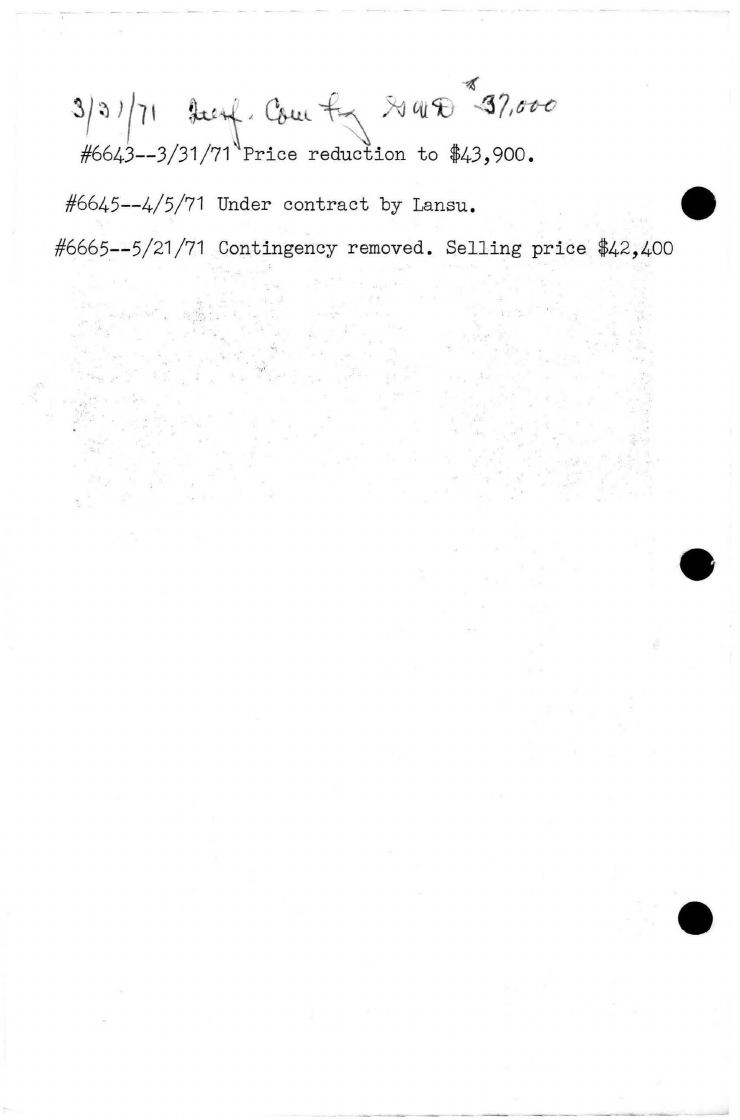 3/31/71 $37,000
#6643--3/31/71 Price reduction to $43,900.
#6645--4/5/71 Under contract by Lansu.
#6665--5/21/71 Contingency removed. Selling price $42,400